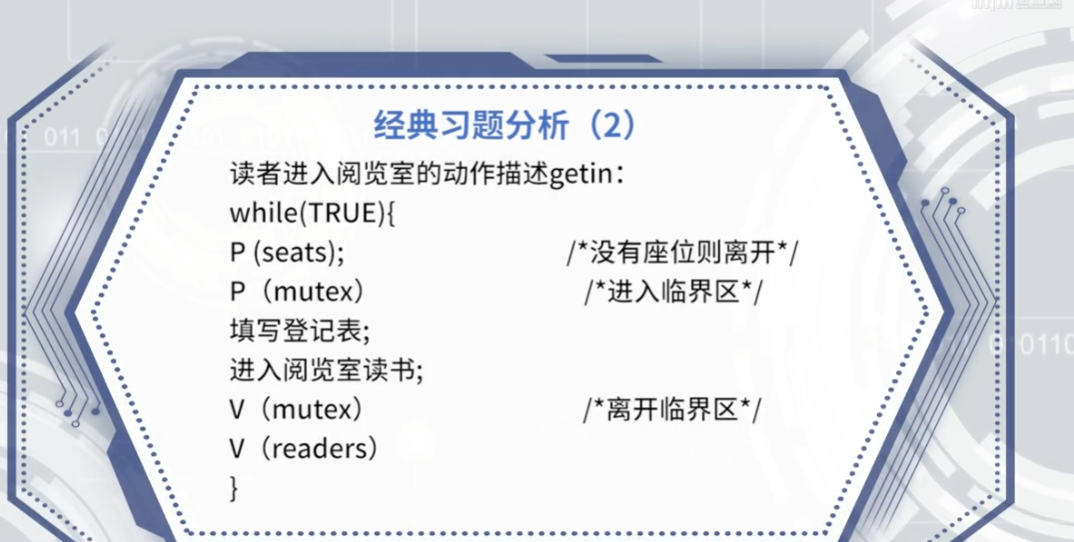 经典习题分析（2）
读者进入阅览室的动作描述getin：
while(TRUE){
P (seats); /*没有座位则离开*/
P（mutex） /*进入临界区*/
填写登记表;
进入阅览室读书;
V（mutex） /*离开临界区*/
V（readers）
}